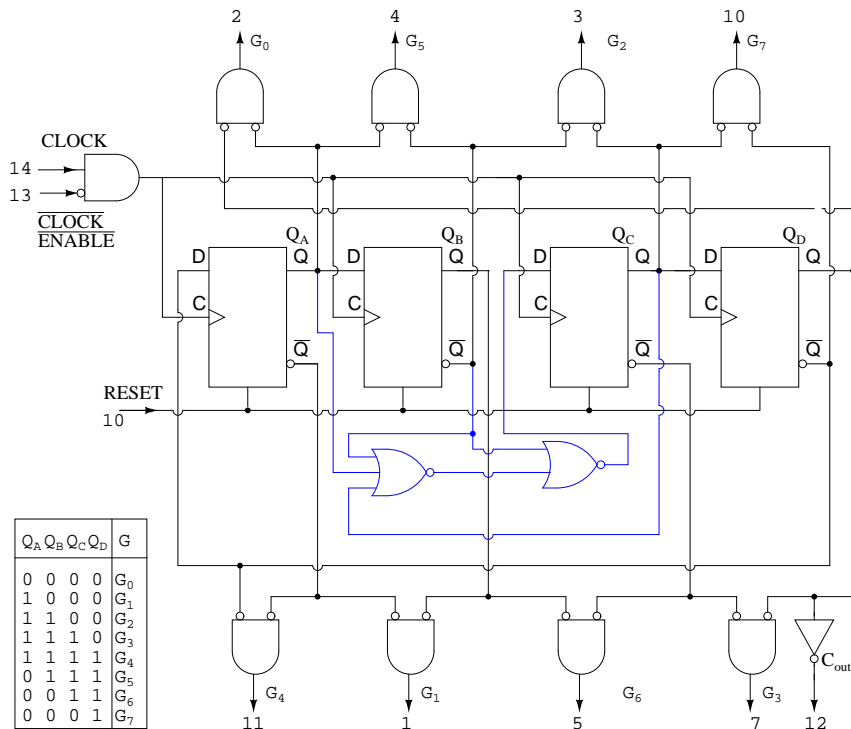 2 4 3 10
G0 G5 G2 G7
CLOCK
14
13
CLOCK
ENABLE
QA QB QC QD
D Q D Q D Q D Q
C C C C
Q Q Q Q
RESET
10
QA QB QC QD G
0 0 0 0 G0
1 0 0 0 G1
1 1 0 0 G2
1 1 1 0 G3
1 1 1 1 G4
0 1 1 1 G5
0 0 1 1 G6
0 0 0 1 G7
Cout
G4 G1 G6 G3
11 1 5 7 12